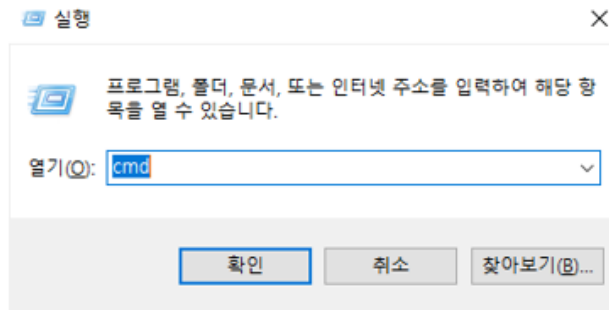 실행
프로그램, 폴더, 문서, 또는 인터넷 주소를 입력하여 해당 항
목을 열 수 있습니다.
열기(O): cmd
확인 취소 찾아보기(B)...